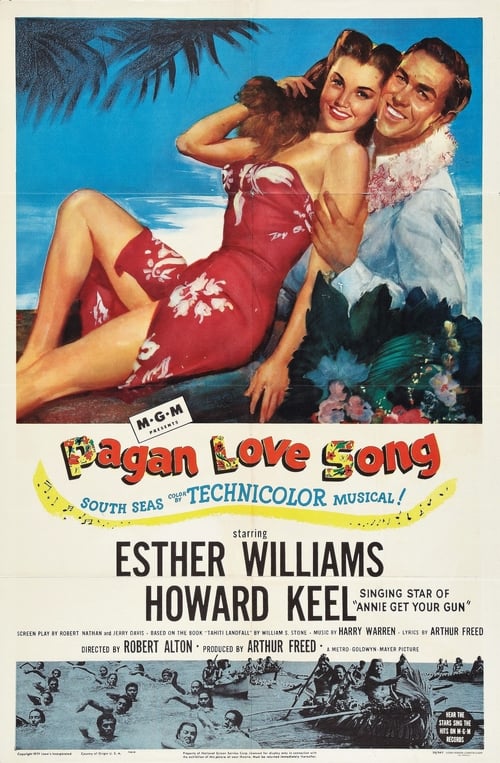 M-G-M
PRESENTS
Pagan Love Song
SOUTH SEAS COLOR BY TECHNICOLOR MUSICAL!
starring
ESTHER WILLIAMS
HOWARD KEEL
SINGING STAR OF
"ANNIE GET YOUR GUN"
SCREEN PLAY BY ROBERT NATHAN and JERRY DAVIS · BASED ON THE BOOK "TAHITI LANDFALL" BY WILLIAM S. STONE · MUSIC BY HARRY WARREN · LYRICS BY ARTHUR FREED
DIRECTED BY ROBERT ALTON · PRODUCED BY ARTHUR FREED · A METRO-GOLDWYN-MAYER PICTURE
HEAR THE
STARS SING THE
HITS ON M-G-M
RECORDS
Country of Origin U. S. A.